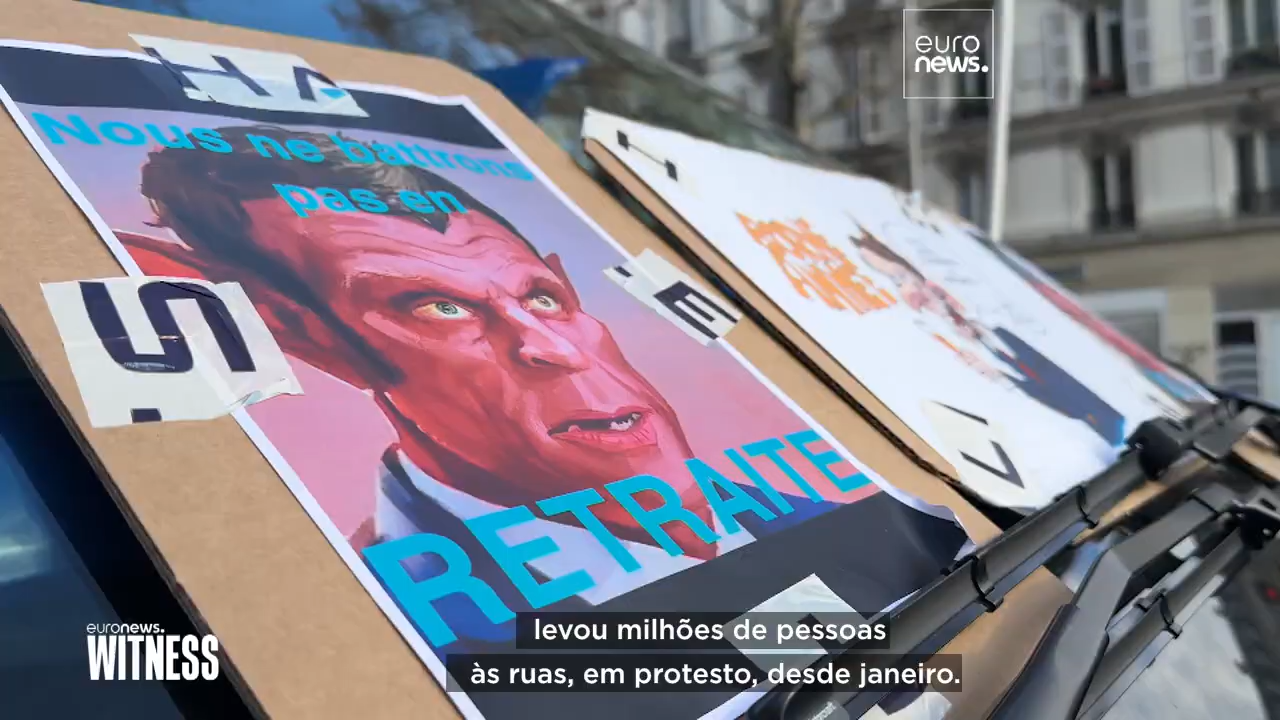 euro
news.
Nous ne battrons
pas en
RETRAITE
euronews.
WITNESS
levou milhões de pessoas
às ruas, em protesto, desde janeiro.